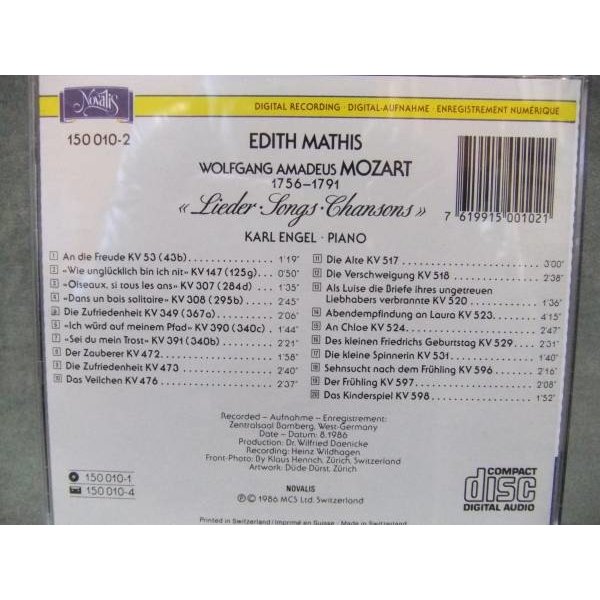 Novalis
DIGITAL RECORDING · DIGITAL-AUFNAHME · ENREGISTREMENT NUMÉRIQUE
150 010-2
EDITH MATHIS
WOLFGANG AMADEUS MOZART
1756–1791
«Lieder·Songs·Chansons»
KARL ENGEL · PIANO
7 619915 001021
1 An die Freude KV 53 (43b) 1'19"
2 «Wie unglücklich bin ich nit» KV 147 (125g) 0'50"
3 «Oiseaux, si tous les ans» KV 307 (284d) 1'35"
4 «Dans un bois solitaire» KV 308 (295b) 2'45"
5 Die Zufriedenheit KV 349 (367a) 2'06"
6 «Ich würd auf meinem Pfad» KV 390 (340c) 1'44"
7 «Sei du mein Trost» KV 391 (340b) 2'21"
8 Der Zauberer KV 472 1'58"
9 Die Zufriedenheit KV 473 2'40"
10 Das Veilchen KV 476 2'37"
11 Die Alte KV 517 3'00"
12 Die Verschweigung KV 518 2'38"
13 Als Luise die Briefe ihres ungetreuen
Liebhabers verbrannte KV 520 1'36"
14 Abendempfindung an Laura KV 523 4'15"
15 An Chloe KV 524 2'47"
16 Des kleinen Friedrichs Geburtstag KV 529 2'31"
17 Die kleine Spinnerin KV 531 1'40"
18 Sehnsucht nach dem Frühling KV 596 2'16"
19 Der Frühling KV 597 2'08"
20 Das Kinderspiel KV 598 1'52"
Recorded – Aufnahme – Enregistrement:
Zentralsaal Bamberg, West-Germany
Date – Datum: 8.1986
Production: Dr. Wilfried Daenicke
Recording: Heinz Wildhagen
Front-Photo: By Klaus Hennch, Zürich, Switzerland
Artwork: Düde Dürst, Zürich
150 010-1
150 010-4
NOVALIS
℗© 1986 MCS Ltd. Switzerland
COMPACT
disc
DIGITAL AUDIO
Printed in Switzerland / Imprimé en Suisse · Made in Switzerland